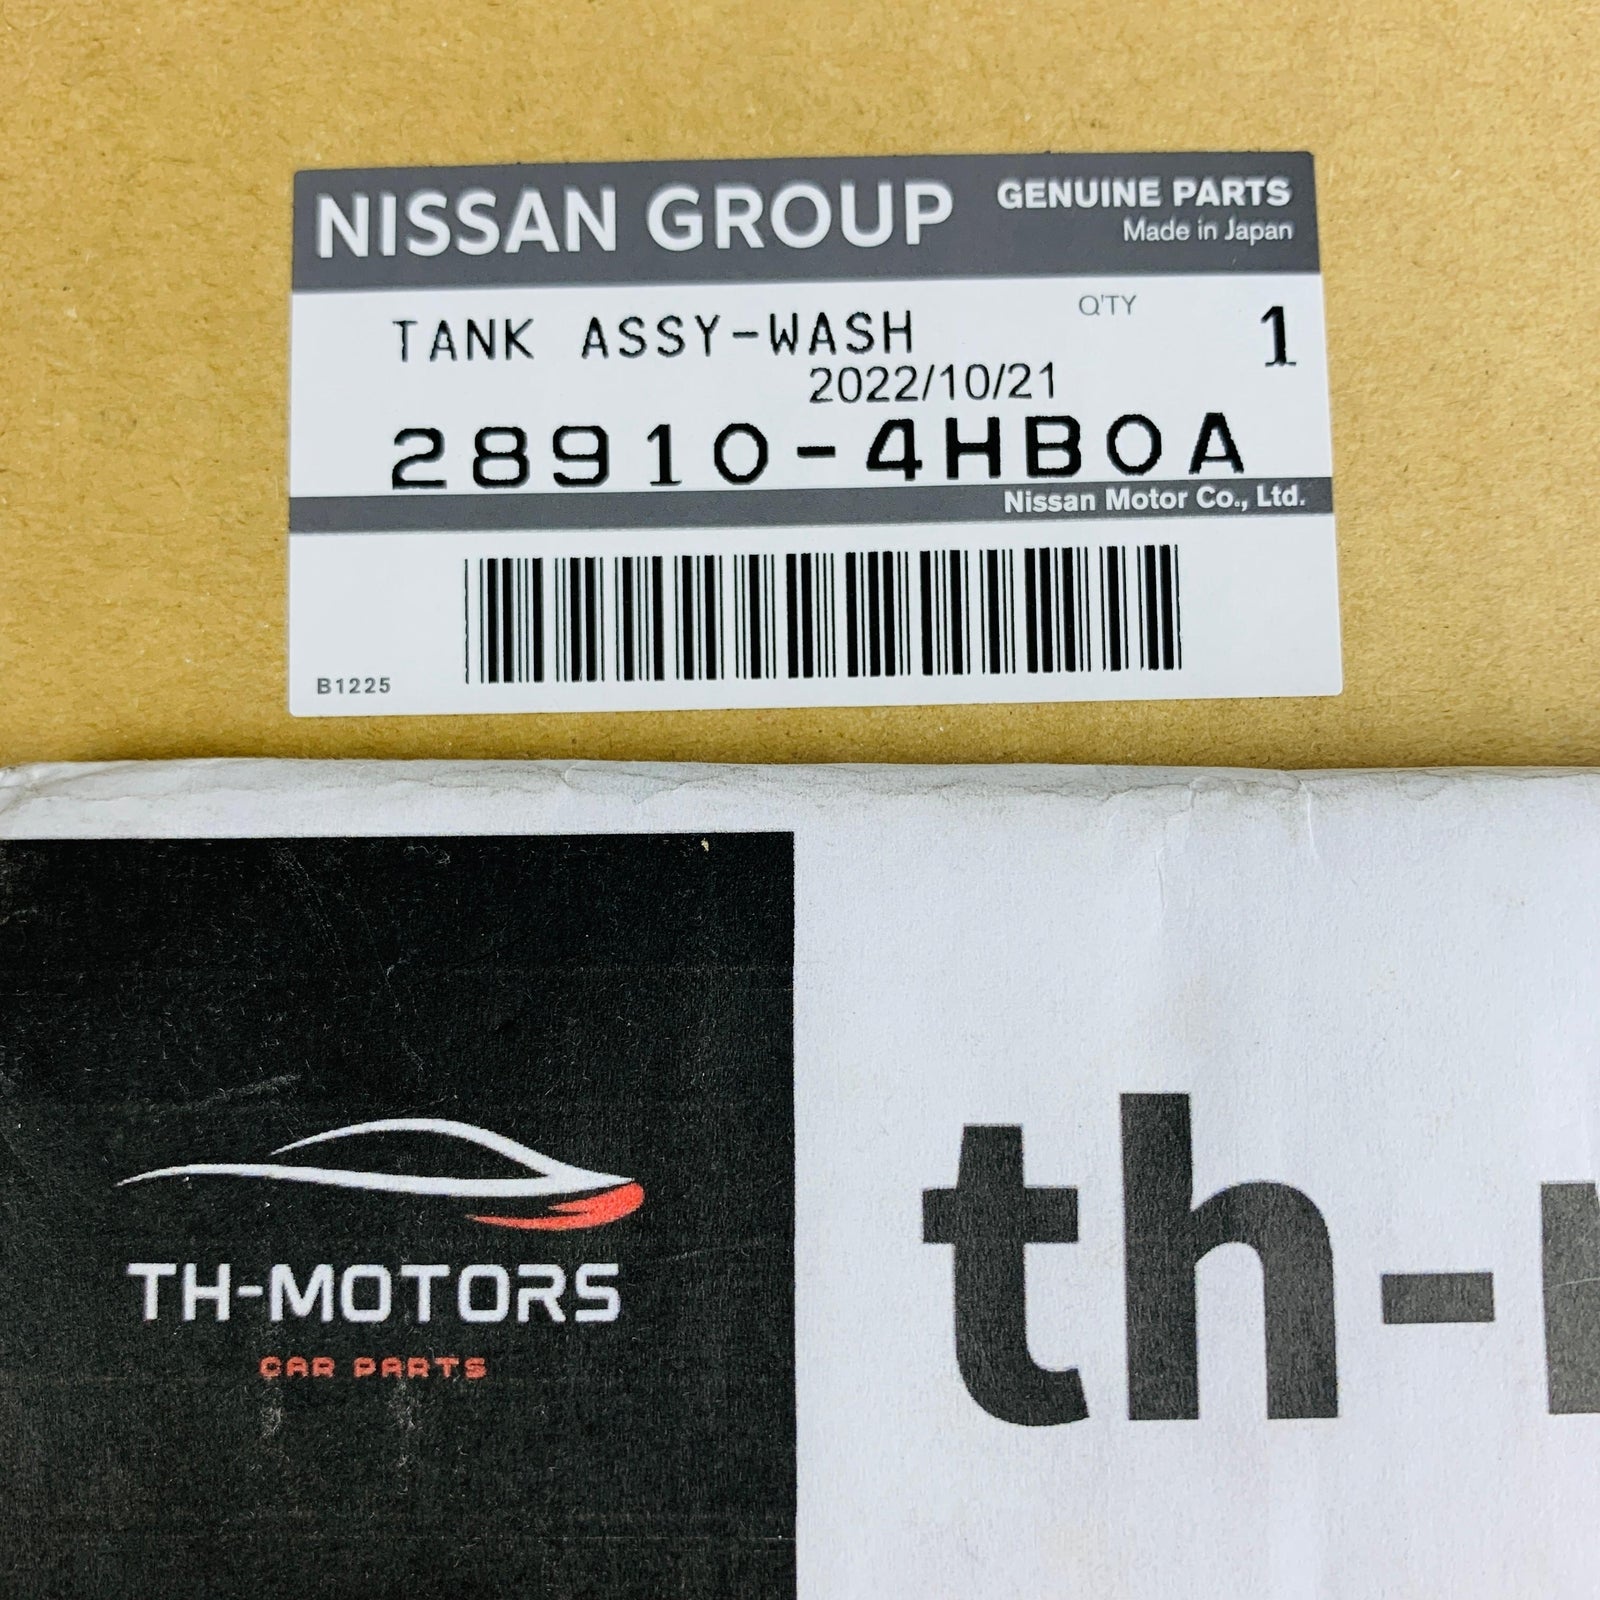 NISSAN GROUP
GENUINE PARTS
Made in Japan
TANK ASSY-WASH
Q'TY
1
2022/10/21
28910-4HB0A
Nissan Motor Co., Ltd.
B1225
TH-MOTORS
CAR PARTS
th-